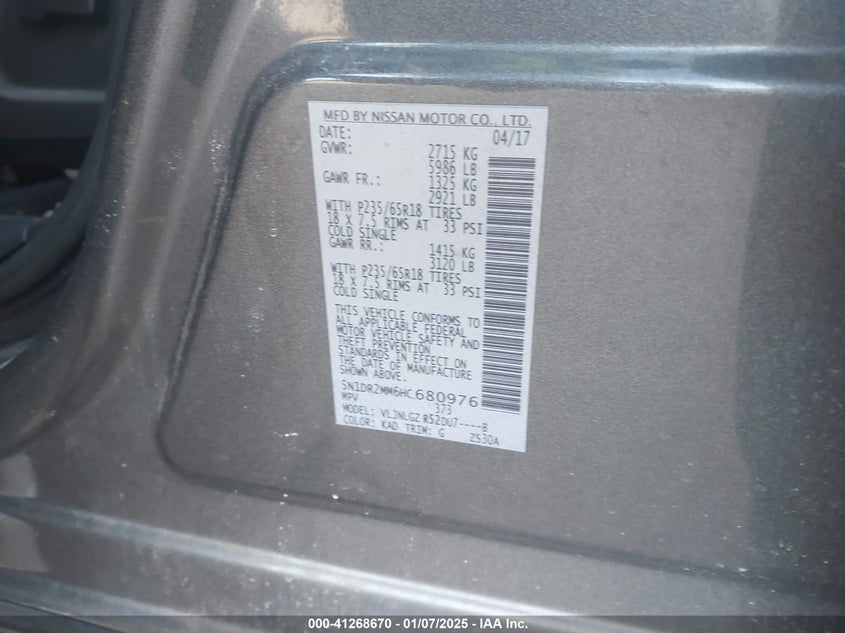 MFD BY NISSAN MOTOR CO., LTD.
DATE: 04/17
GVWR: 2715 KG
5986 LB
GAWR FR.: 1325 KG
2921 LB
WITH P235/65R18 TIRES
18 X 7.5 RIMS AT 33 PSI
COLD SINGLE
GAWR RR.: 1415 KG
3120 LB
WITH P235/65R18 TIRES
18 X 7.5 RIMS AT 33 PSI
COLD SINGLE
THIS VEHICLE CONFORMS TO
ALL APPLICABLE FEDERAL
MOTOR VEHICLE SAFETY AND
THEFT PREVENTION
STANDARDS IN EFFECT ON
THE DATE OF MANUFACTURE
SHOWN ABOVE.
5N1DR2MM6HC680976
MPV 373
MODEL: VLJNLGZ R52DU7----B
COLOR: KAD TRIM: G ZS30A
000-41268670 — 01/07/2025 — IAA Inc.